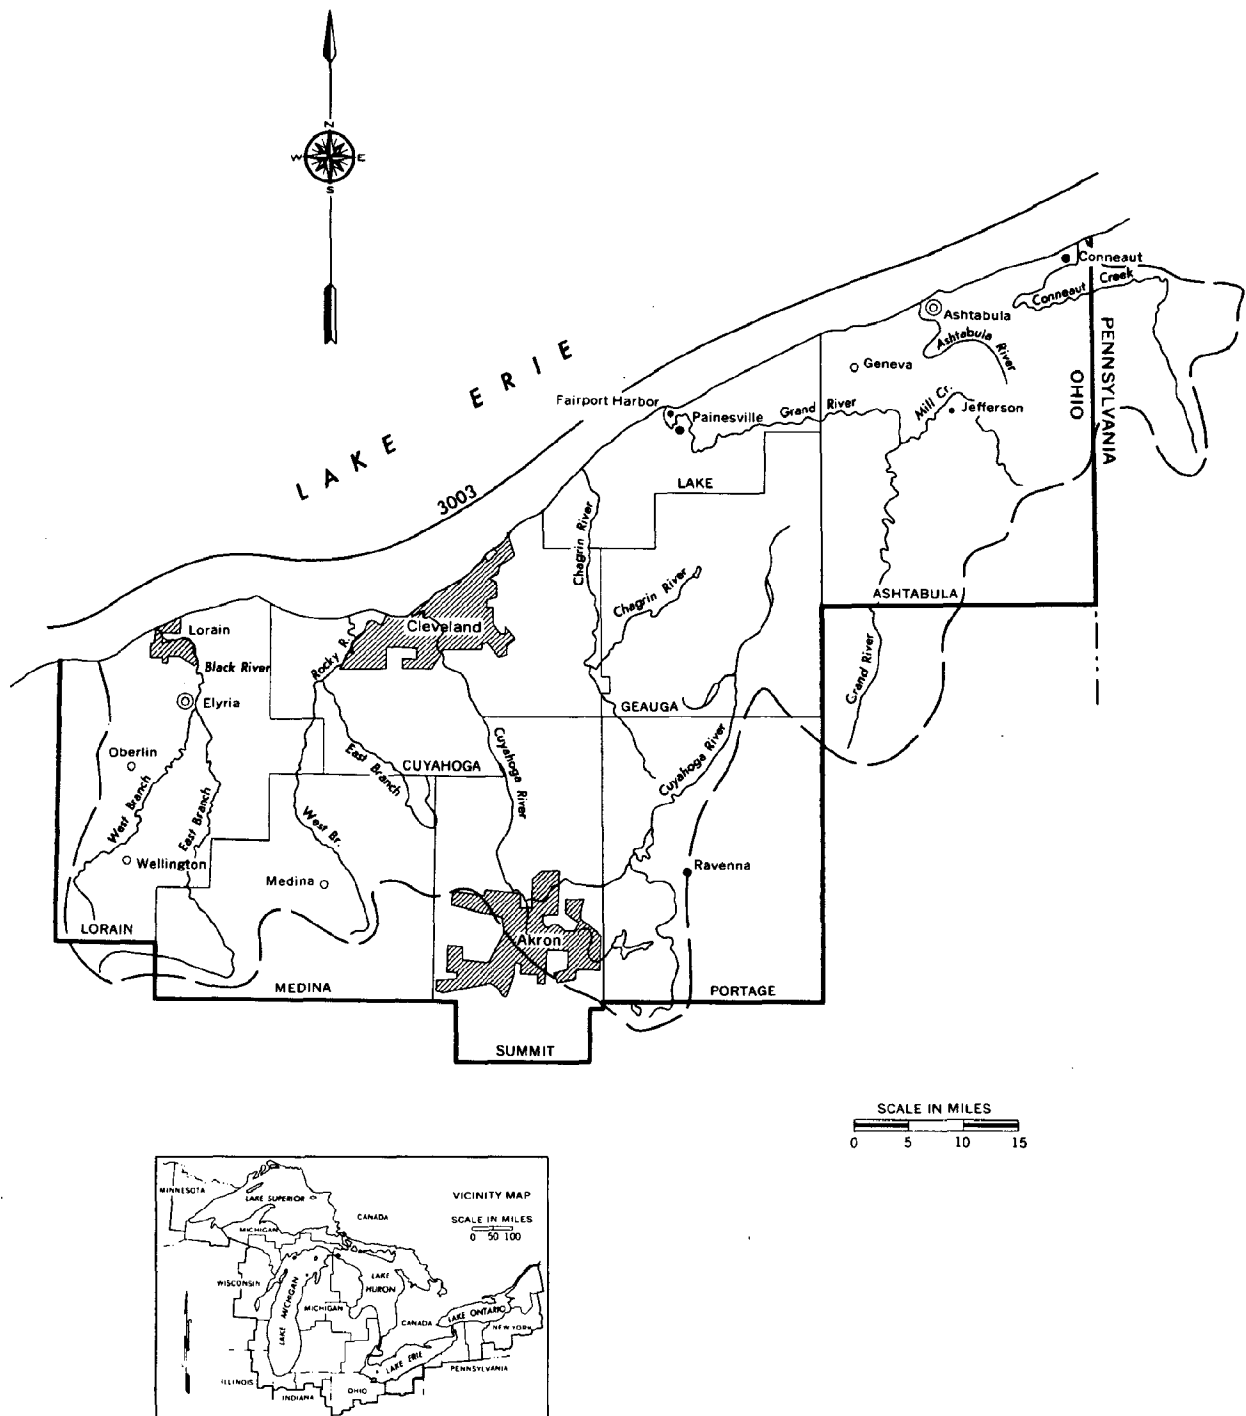 N
W E
S
LAKE ERIE
3003
Conneaut
Conneaut Creek
Ashtabula
Ashtabula River
PENNSYLVANIA
OHIO
Geneva
Fairport Harbor
Painesville
Grand River
Mill Cr.
Jefferson
LAKE
Chagrin River
Chagrin River
ASHTABULA
Cleveland
Lorain
Rocky R.
Black River
Grand River
Elyria
GEAUGA
Oberlin
East Branch
CUYAHOGA
Cuyahoga River
Cuyahoga River
West Branch
East Branch
West Br.
Wellington
Medina
Ravenna
LORAIN
Akron
MEDINA
PORTAGE
SUMMIT
SCALE IN MILES
0 5 10 15
VICINITY MAP
SCALE IN MILES
0 50 100
MINNESOTA
LAKE SUPERIOR
CANADA
MICHIGAN
WISCONSIN
LAKE MICHIGAN
LAKE HURON
MICHIGAN
CANADA
LAKE ONTARIO
NEW YORK
LAKE ERIE
PENNSYLVANIA
ILLINOIS
INDIANA
OHIO